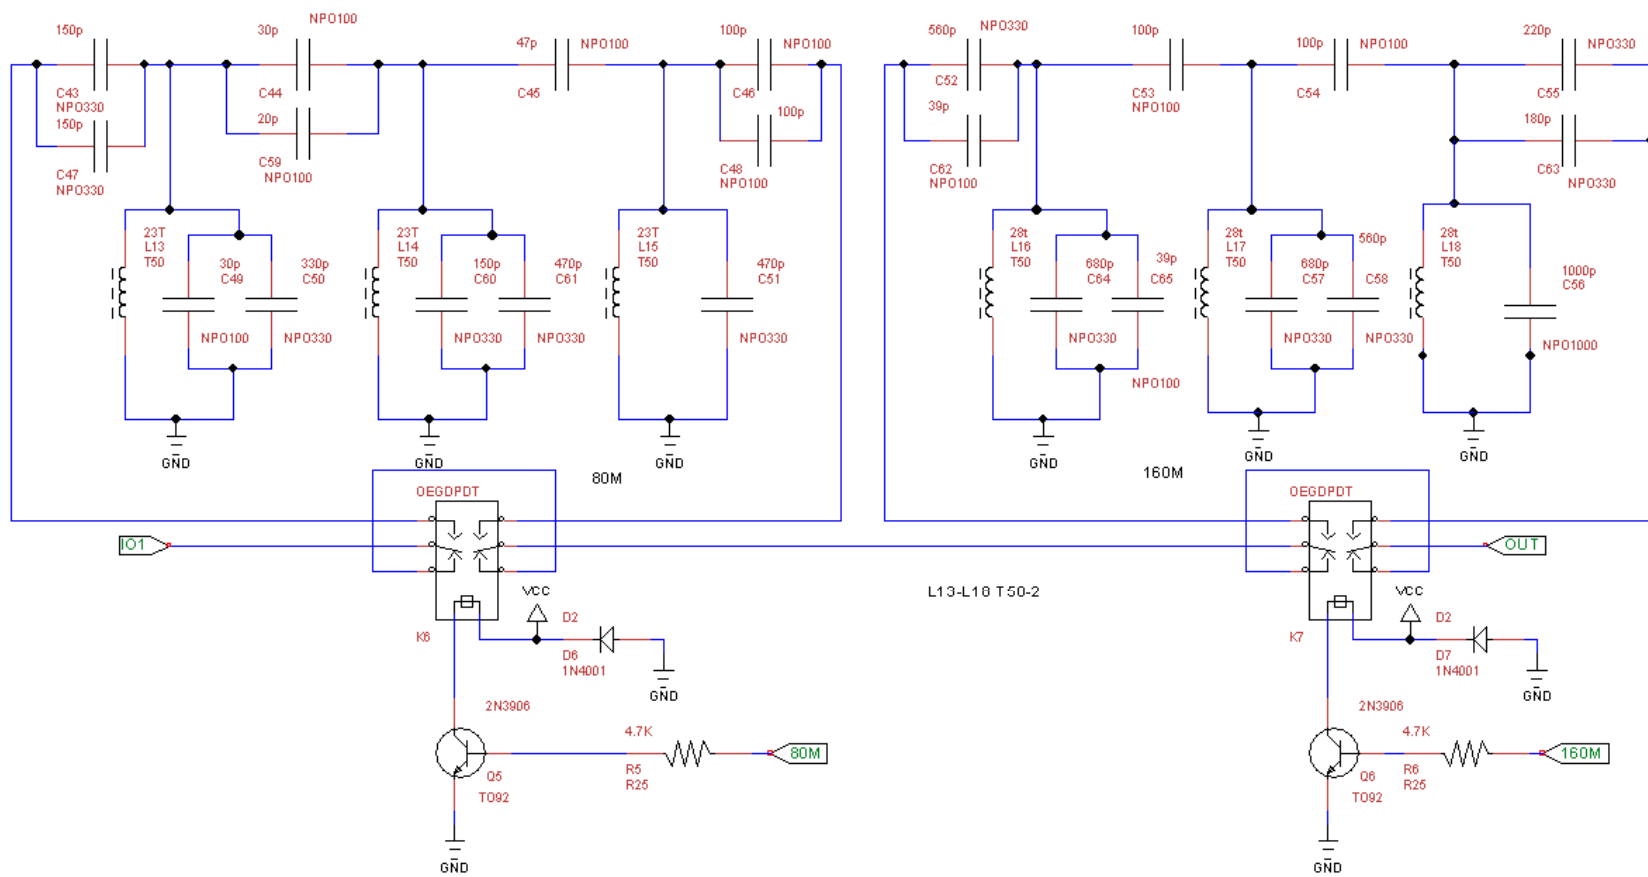 150p
C43
NPO330
150p
C47
NPO330
30p
NPO100
C44
20p
C59
NPO100
47p
NPO100
C45
100p
NPO100
C46
100p
C48
NPO100
23T
L13
T50
30p
C49
NPO100
330p
C50
NPO330
GND
23T
L14
T50
150p
C60
NPO330
470p
C61
NPO330
GND
23T
L15
T50
470p
C51
NPO330
GND
80M
560p
NPO330
C52
39p
C62
NPO100
100p
C53
NPO100
100p
NPO100
C54
220p
NPO330
C55
180p
C63
NPO330
28t
L16
T50
680p
C64
39p
C65
NPO330
NPO100
GND
28t
L17
T50
680p
C57
NPO330
560p
C58
NPO330
GND
28t
L18
T50
1000p
C56
NPO1000
GND
160M
OEGDPDT
IO1
K6
VCC
D2
D6
1N4001
GND
2N3906
Q5
TO92
4.7K
R5
R25
80M
GND
L13-L18 T50-2
OEGDPDT
OUT
K7
VCC
D2
D7
1N4001
GND
2N3906
Q6
TO92
4.7K
R6
R25
160M
GND